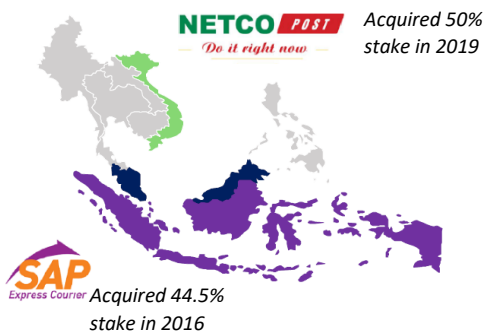 NETCO POST
Do it right now
Acquired 50%
stake in 2019
SAP
Express Courier
Acquired 44.5%
stake in 2016